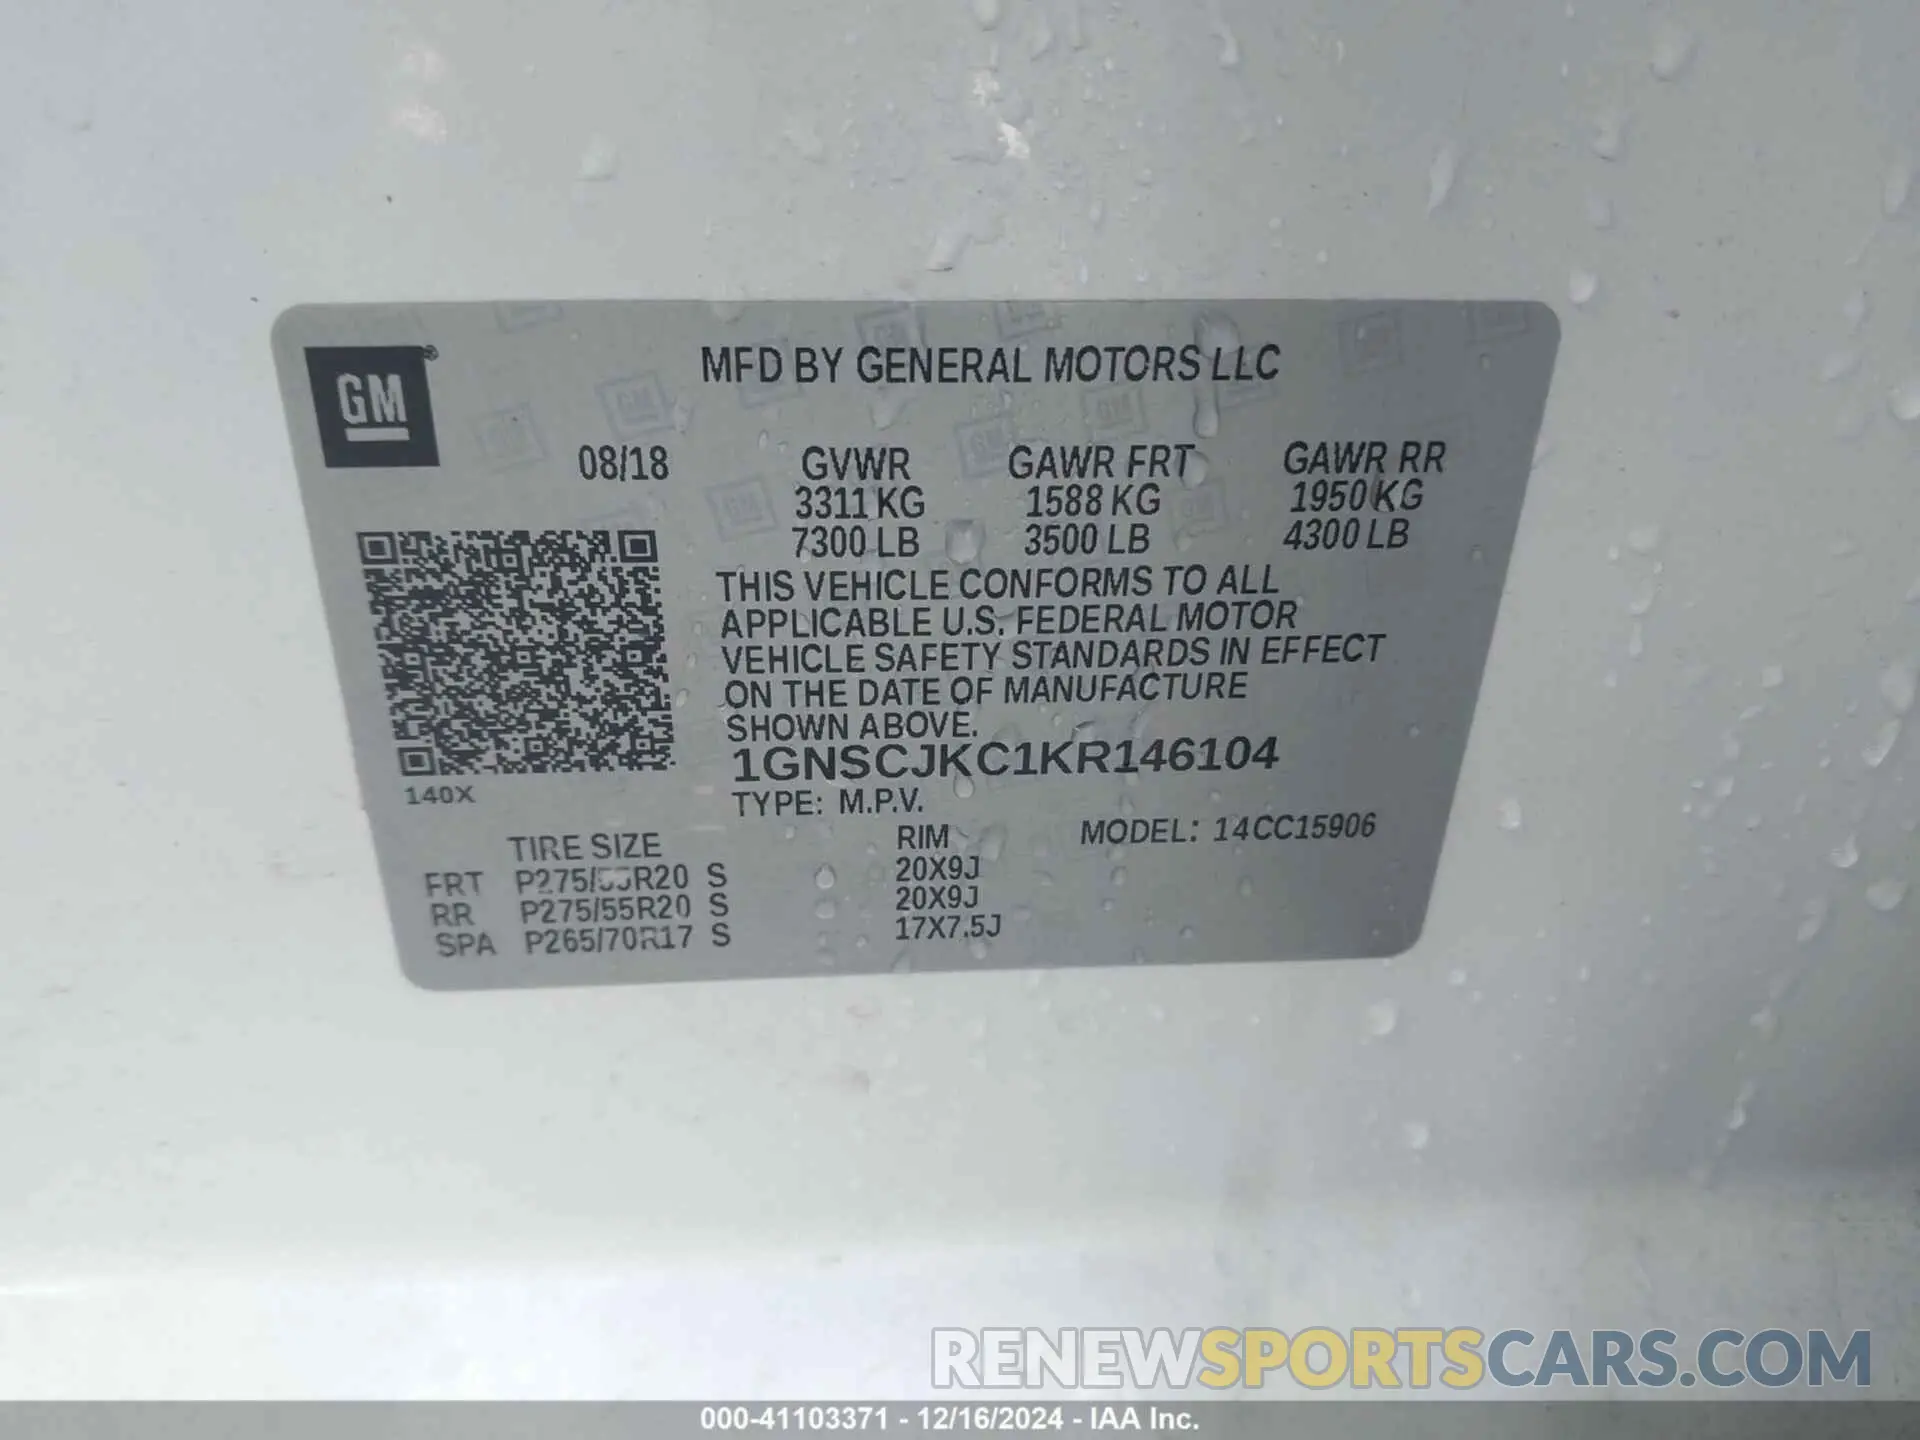 GM
MFD BY GENERAL MOTORS LLC
08/18 GVWR GAWR FRT GAWR RR
3311 KG 1588 KG 1950 KG
7300 LB 3500 LB 4300 LB
THIS VEHICLE CONFORMS TO ALL
APPLICABLE U.S. FEDERAL MOTOR
VEHICLE SAFETY STANDARDS IN EFFECT
ON THE DATE OF MANUFACTURE
SHOWN ABOVE.
1GNSCJKC1KR146104
140X
TYPE: M.P.V.
TIRE SIZE RIM MODEL: 14CC15906
FRT S 20X9J
RR P275/55R20 S 20X9J
SPA P265/70R17 S 17X7.5J
RENEWSPORTSCARS.COM
000-41103371 - 12/16/2024 - IAA Inc.